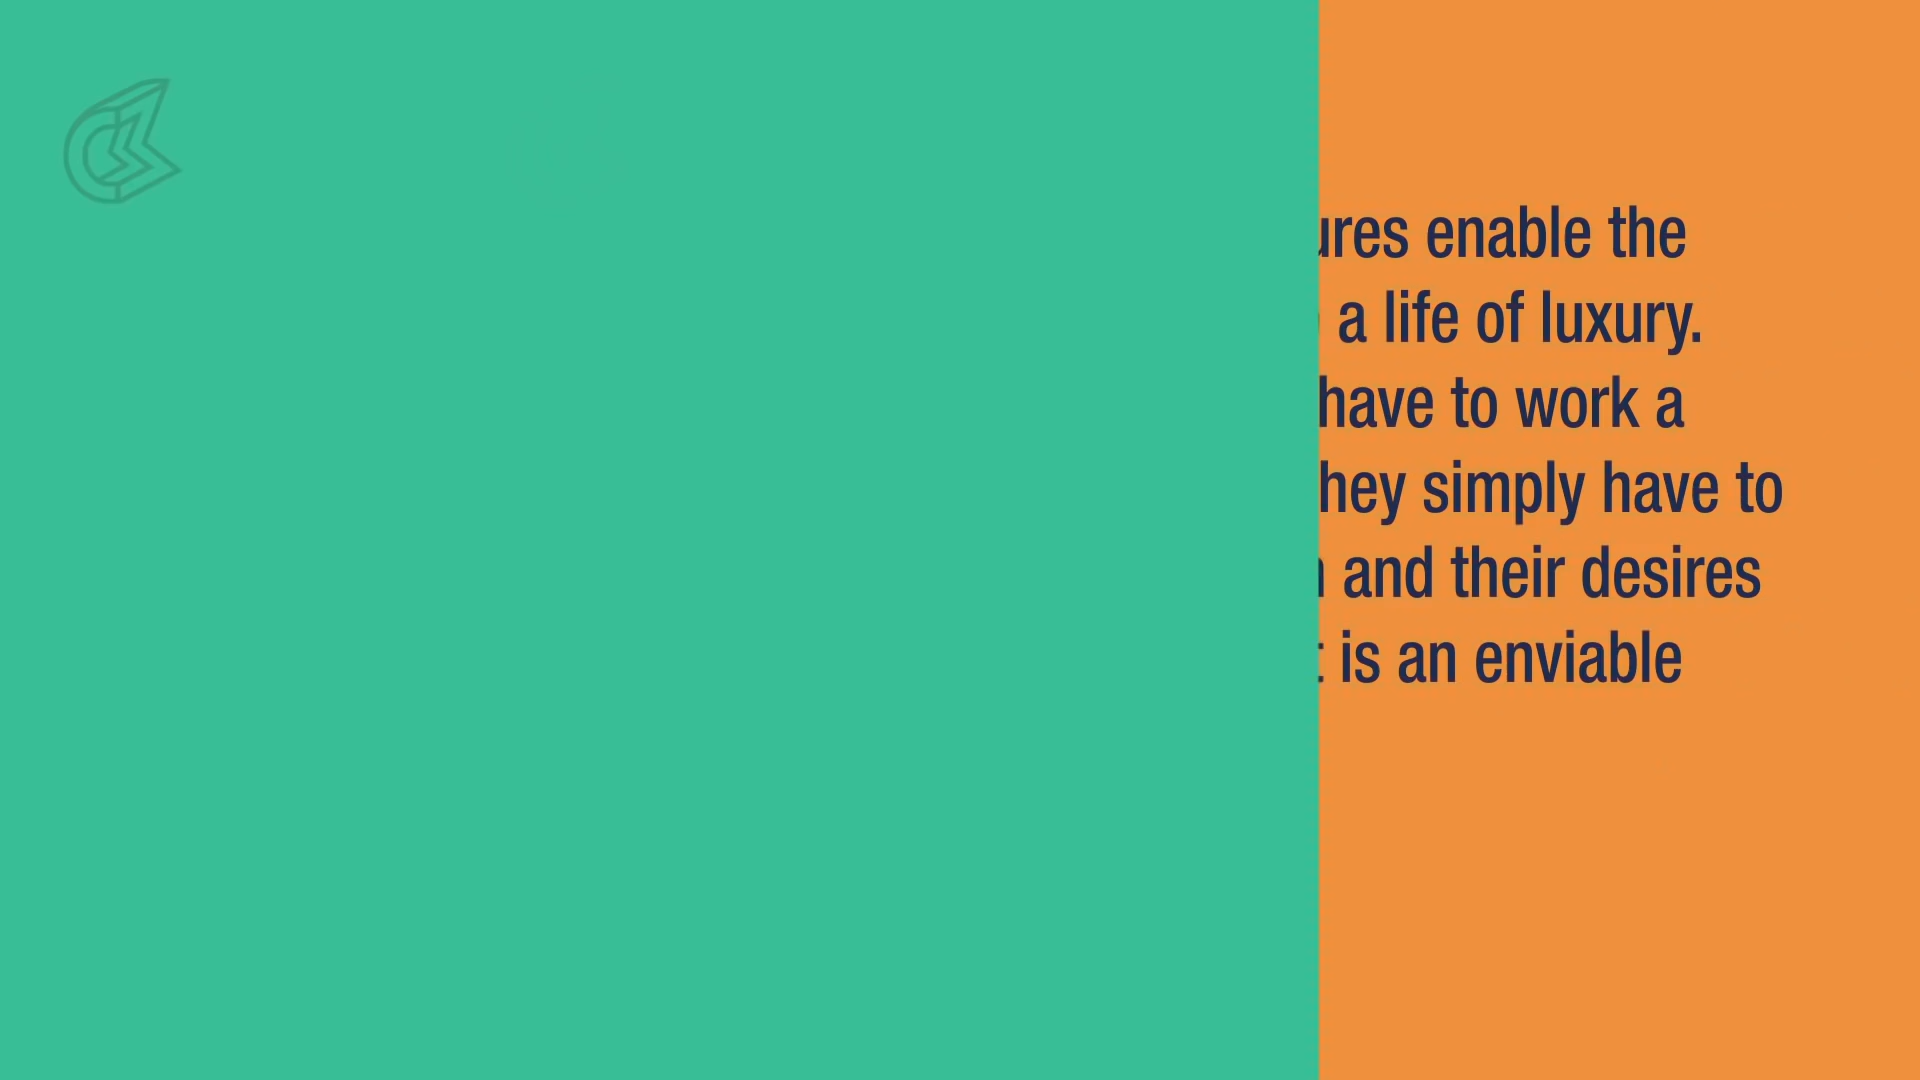 ures enable the
a life of luxury.
have to work a
hey simply have to
and their desires
is an enviable